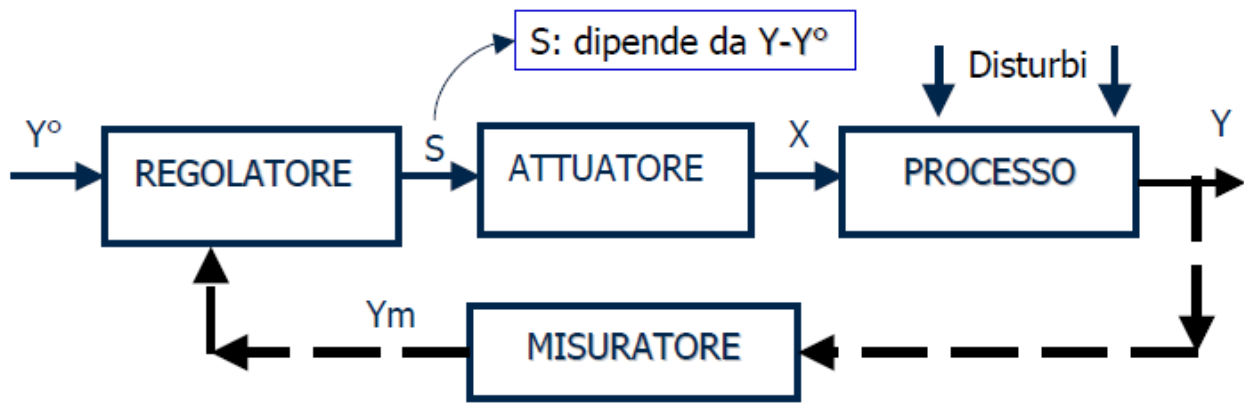 S: dipende da Y-Y°
Disturbi
Y°
REGOLATORE
S
ATTUATORE
X
PROCESSO
Y
Ym
MISURATORE